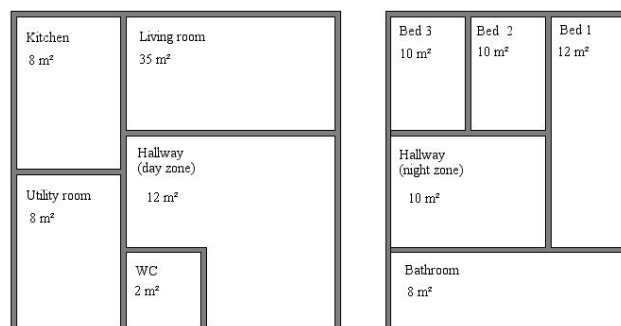 Kitchen
8 m²
Living room
35 m²
Hallway
(day zone)
12 m²
Utility room
8 m²
WC
2 m²
Bed 3
10 m²
Bed 2
10 m²
Bed 1
12 m²
Hallway
(night zone)
10 m²
Bathroom
8 m²